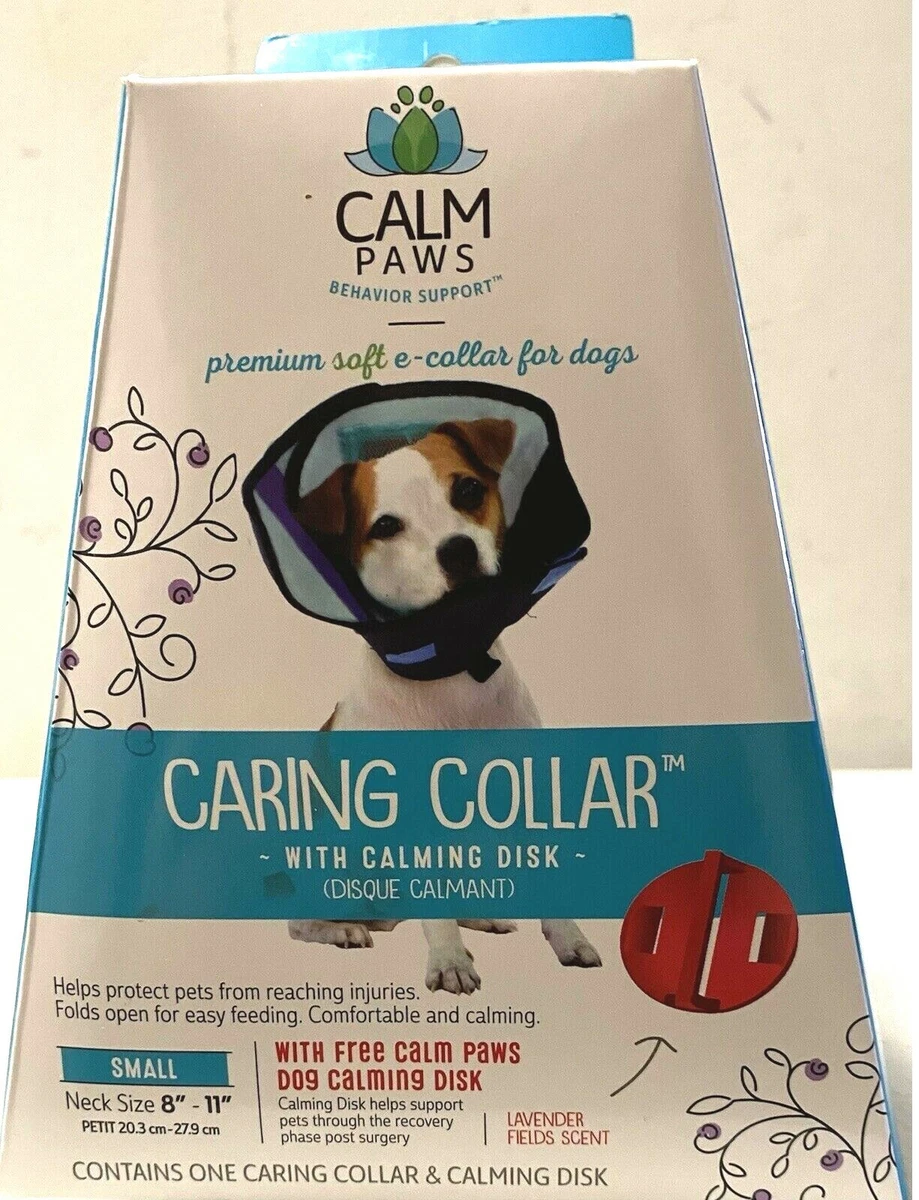 CALM
PAWS
BEHAVIOR SUPPORT™
premium soft e-collar for dogs
CARING COLLAR™
~ WITH CALMING DISK ~
(DISQUE CALMANT)
Helps protect pets from reaching injuries.
Folds open for easy feeding. Comfortable and calming.
SMALL
Neck Size 8" - 11"
PETIT 20.3 cm-27.9 cm
WITH Free Calm Paws
Dog Calming Disk
Calming Disk helps support
pets through the recovery
phase post surgery
LAVENDER
FIELDS SCENT
CONTAINS ONE CARING COLLAR & CALMING DISK